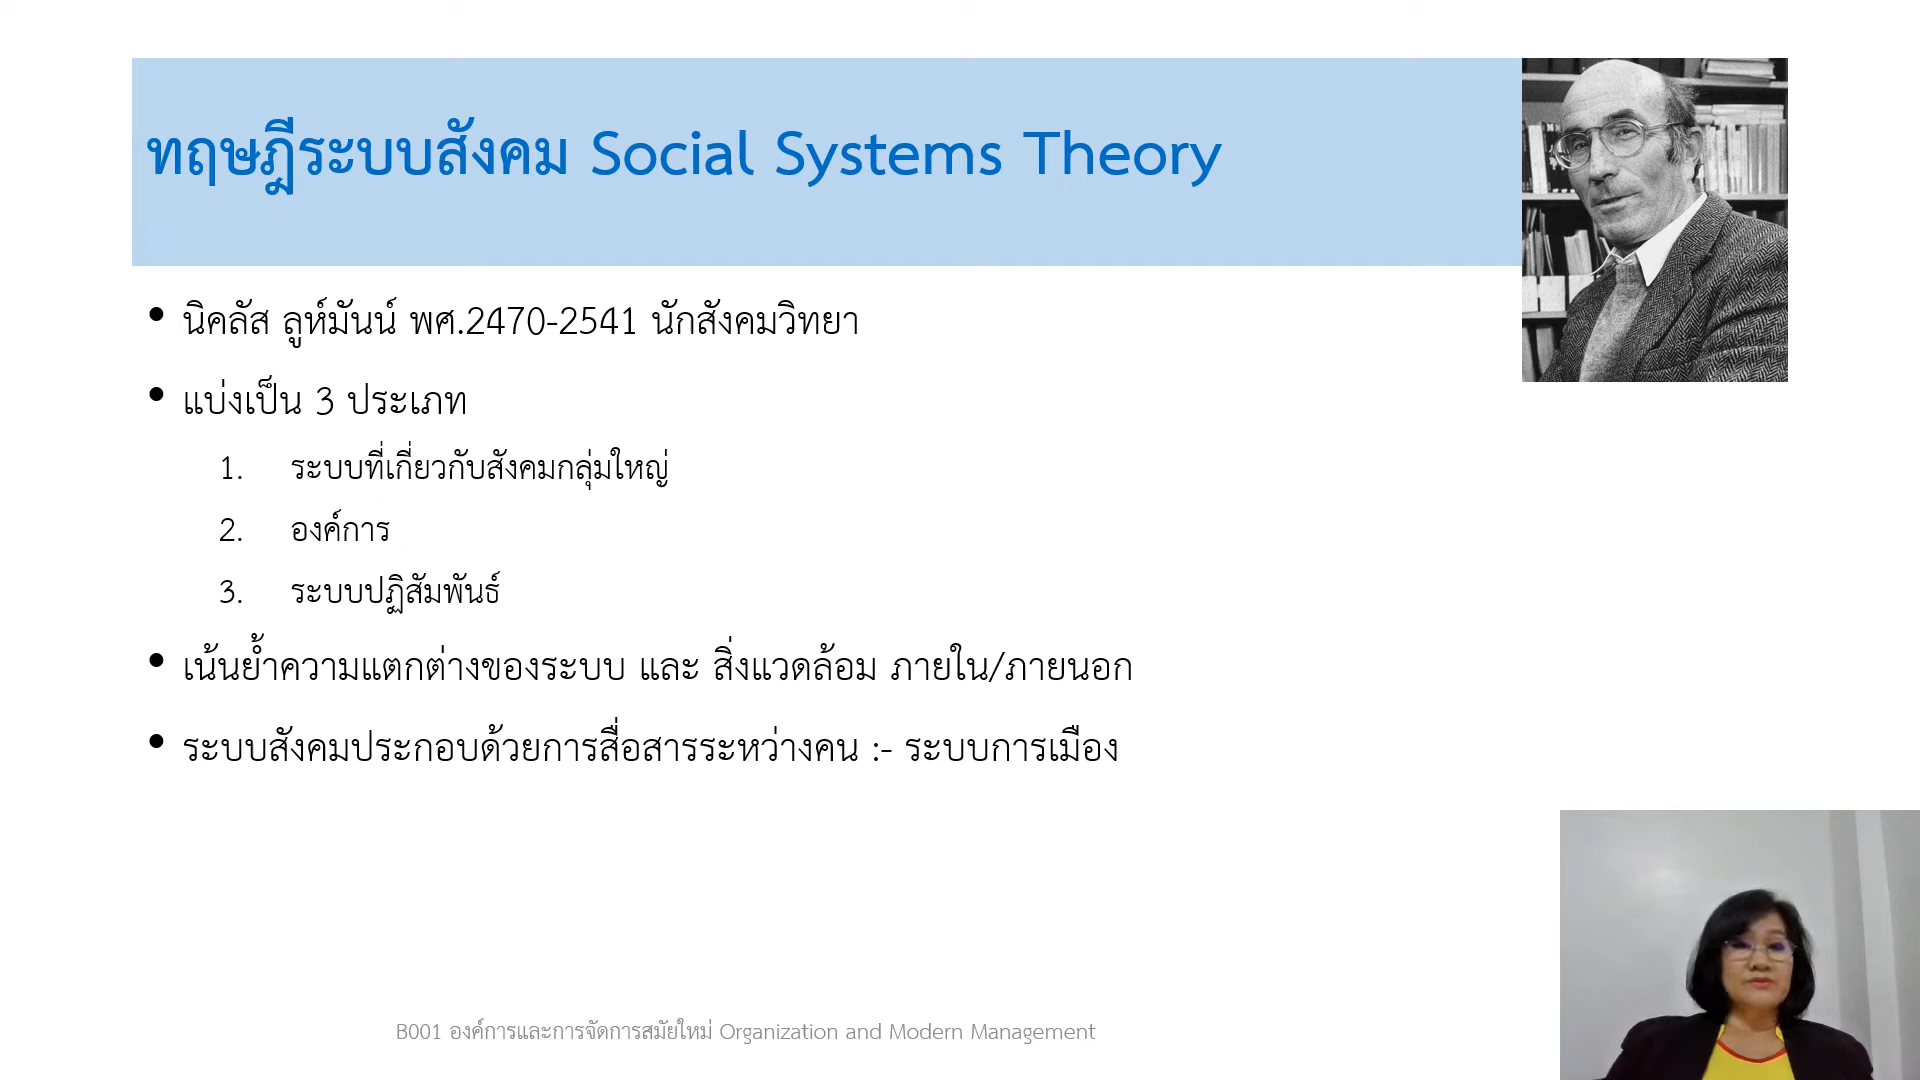 ทฤษฎีระบบสังคม Social Systems Theory
• นิคลัส ลูห์มันน์ พศ.2470-2541 นักสังคมวิทยา
• แบ่งเป็น 3 ประเภท
1. ระบบที่เกี่ยวกับสังคมกลุ่มใหญ่
2. องค์การ
3. ระบบปฏิสัมพันธ์
• เน้นย้ำความแตกต่างของระบบ และ สิ่งแวดล้อม ภายใน/ภายนอก
• ระบบสังคมประกอบด้วยการสื่อสารระหว่างคน :- ระบบการเมือง
B001 องค์การและการจัดการสมัยใหม่ Organization and Modern Management